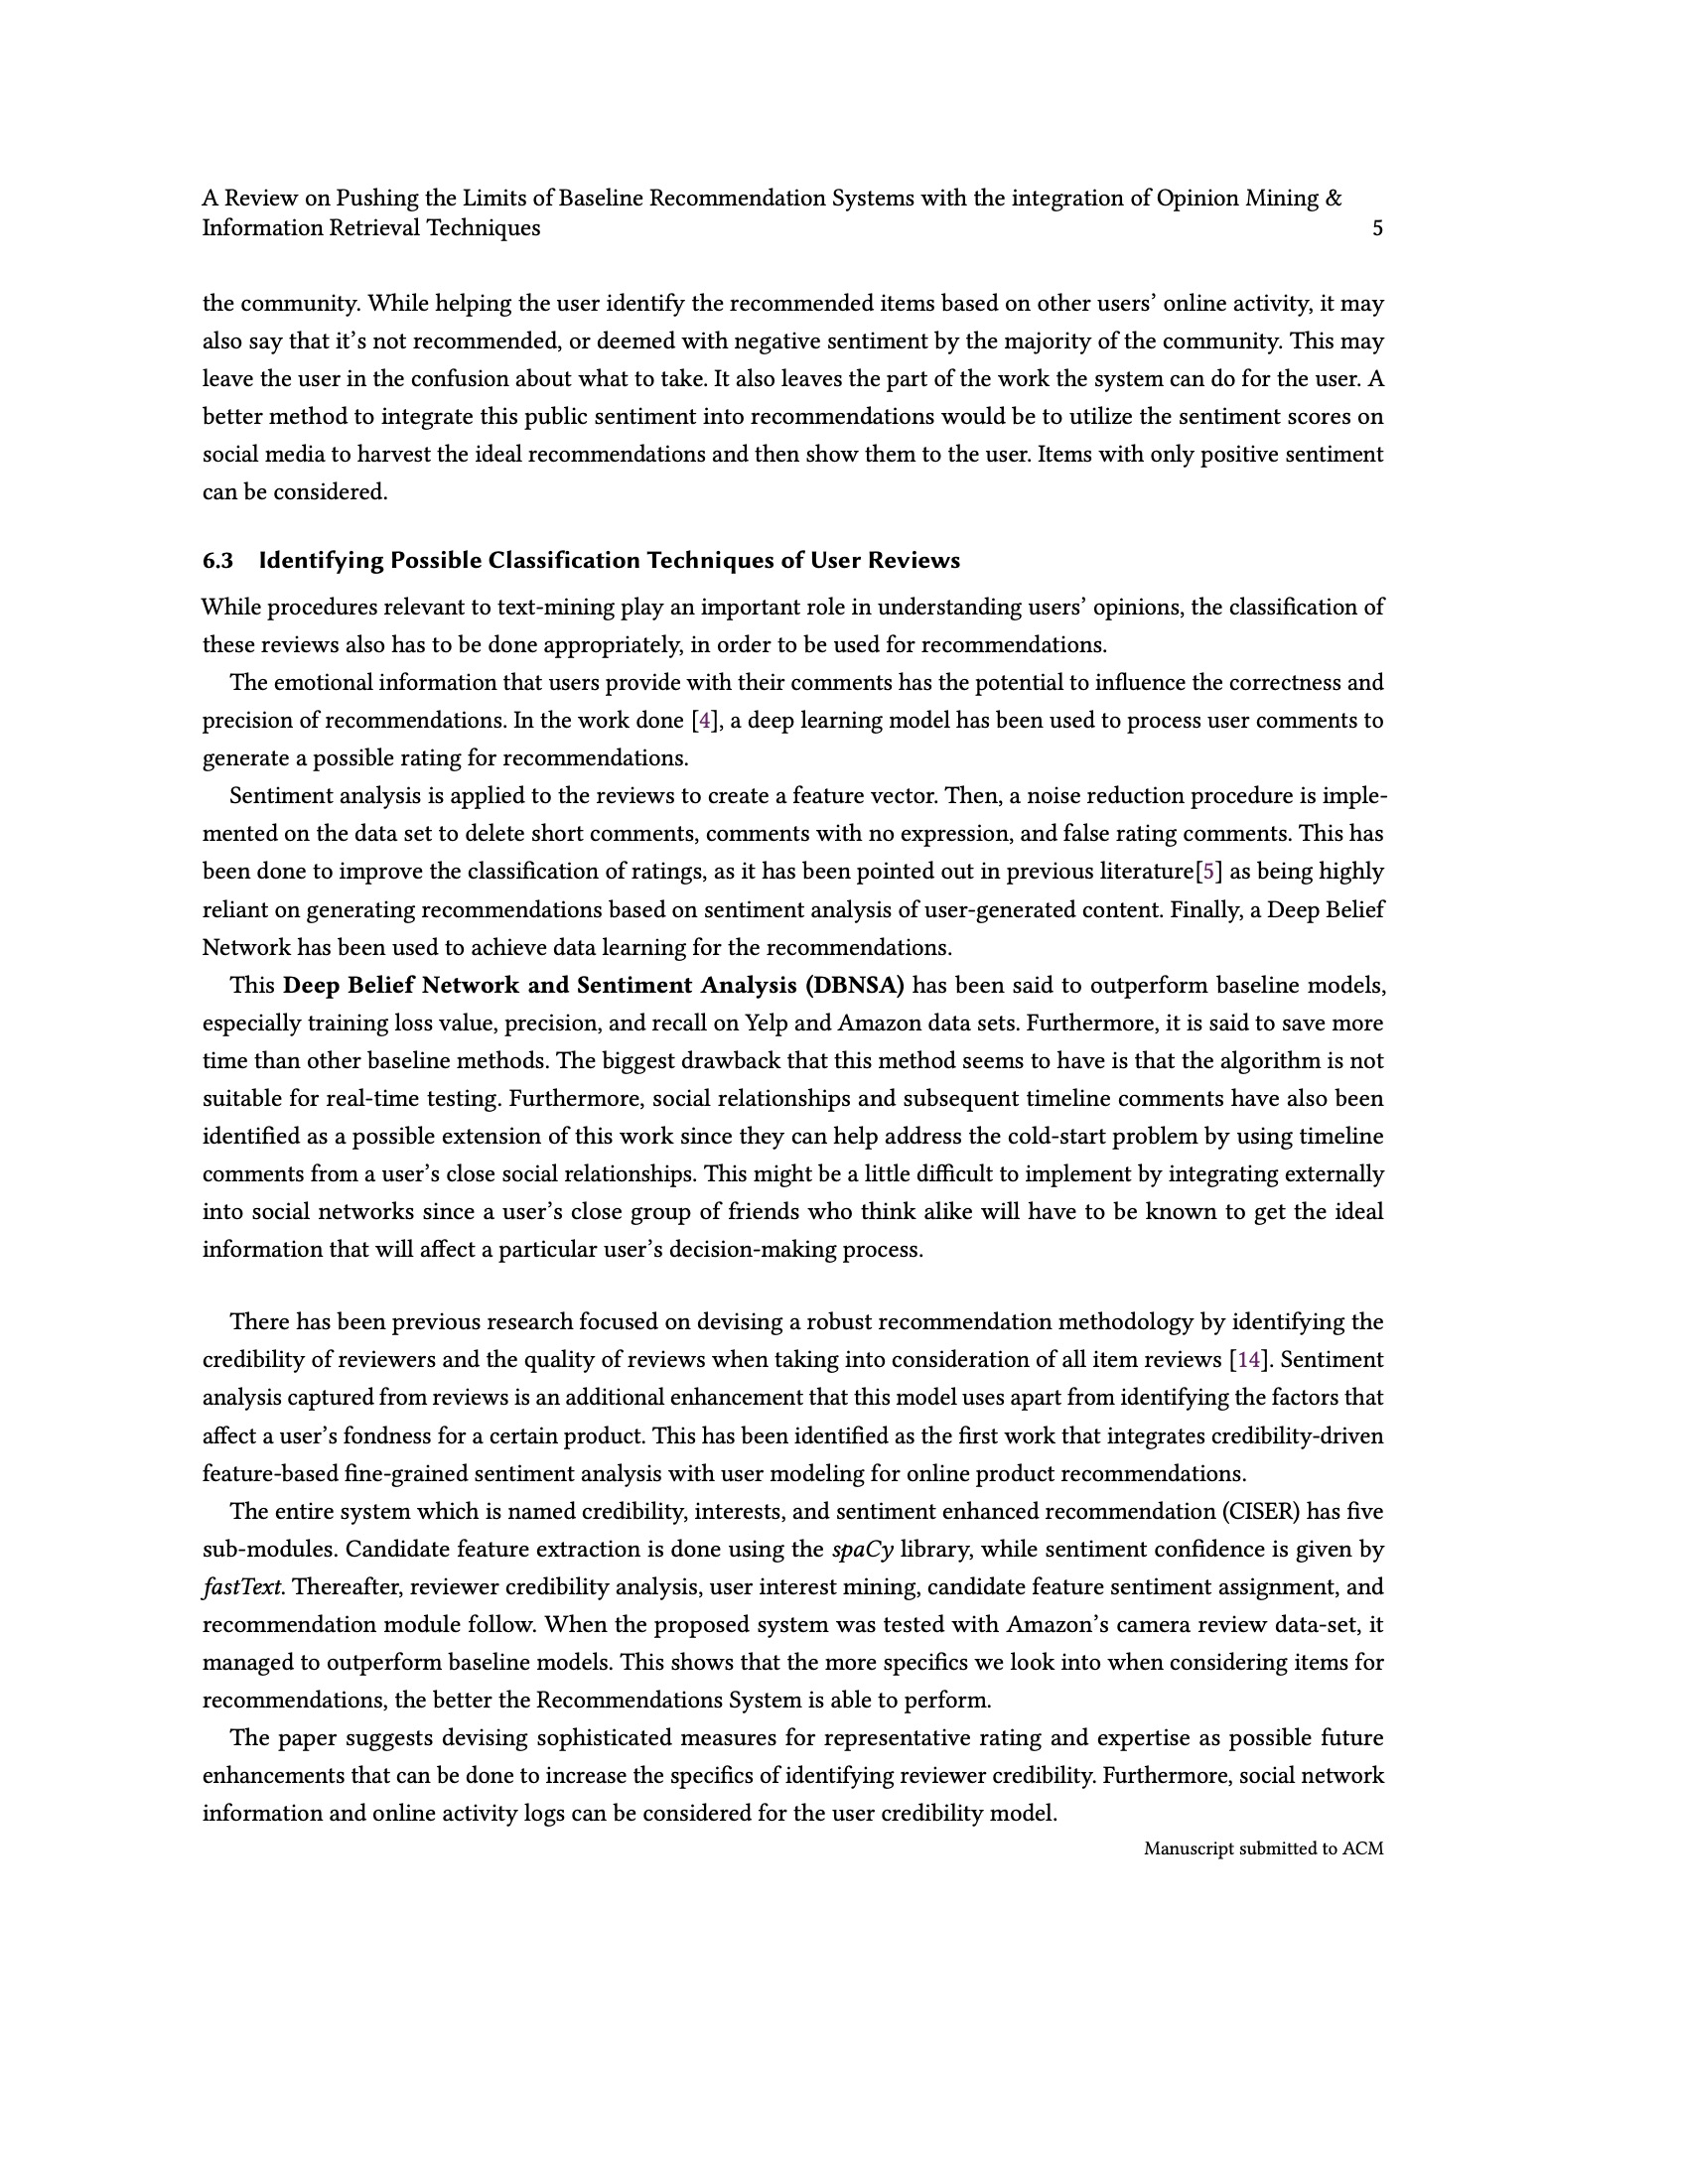 A Review on Pushing the Limits of Baseline Recommendation Systems with the integration of Opinion Mining &
Information Retrieval Techniques 5
the community. While helping the user identify the recommended items based on other users’ online activity, it may
also say that it’s not recommended, or deemed with negative sentiment by the majority of the community. This may
leave the user in the confusion about what to take. It also leaves the part of the work the system can do for the user. A
better method to integrate this public sentiment into recommendations would be to utilize the sentiment scores on
social media to harvest the ideal recommendations and then show them to the user. Items with only positive sentiment
can be considered.
6.3 Identifying Possible Classification Techniques of User Reviews
While procedures relevant to text-mining play an important role in understanding users’ opinions, the classification of
these reviews also has to be done appropriately, in order to be used for recommendations.
The emotional information that users provide with their comments has the potential to influence the correctness and
precision of recommendations. In the work done [4], a deep learning model has been used to process user comments to
generate a possible rating for recommendations.
Sentiment analysis is applied to the reviews to create a feature vector. Then, a noise reduction procedure is imple-
mented on the data set to delete short comments, comments with no expression, and false rating comments. This has
been done to improve the classification of ratings, as it has been pointed out in previous literature[5] as being highly
reliant on generating recommendations based on sentiment analysis of user-generated content. Finally, a Deep Belief
Network has been used to achieve data learning for the recommendations.
This Deep Belief Network and Sentiment Analysis (DBNSA) has been said to outperform baseline models,
especially training loss value, precision, and recall on Yelp and Amazon data sets. Furthermore, it is said to save more
time than other baseline methods. The biggest drawback that this method seems to have is that the algorithm is not
suitable for real-time testing. Furthermore, social relationships and subsequent timeline comments have also been
identified as a possible extension of this work since they can help address the cold-start problem by using timeline
comments from a user’s close social relationships. This might be a little difficult to implement by integrating externally
into social networks since a user’s close group of friends who think alike will have to be known to get the ideal
information that will affect a particular user’s decision-making process.
There has been previous research focused on devising a robust recommendation methodology by identifying the
credibility of reviewers and the quality of reviews when taking into consideration of all item reviews [14]. Sentiment
analysis captured from reviews is an additional enhancement that this model uses apart from identifying the factors that
affect a user’s fondness for a certain product. This has been identified as the first work that integrates credibility-driven
feature-based fine-grained sentiment analysis with user modeling for online product recommendations.
The entire system which is named credibility, interests, and sentiment enhanced recommendation (CISER) has five
sub-modules. Candidate feature extraction is done using the spaCy library, while sentiment confidence is given by
fastText. Thereafter, reviewer credibility analysis, user interest mining, candidate feature sentiment assignment, and
recommendation module follow. When the proposed system was tested with Amazon’s camera review data-set, it
managed to outperform baseline models. This shows that the more specifics we look into when considering items for
recommendations, the better the Recommendations System is able to perform.
The paper suggests devising sophisticated measures for representative rating and expertise as possible future
enhancements that can be done to increase the specifics of identifying reviewer credibility. Furthermore, social network
information and online activity logs can be considered for the user credibility model.
Manuscript submitted to ACM